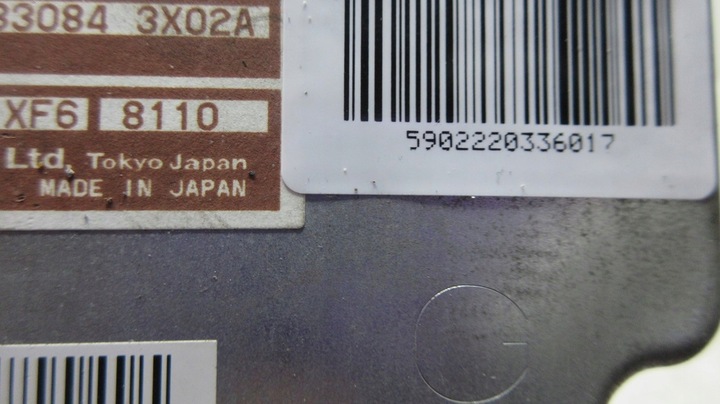 33084 3X02A
XF6 8110
Ltd, Tokyo Japan
MADE IN JAPAN
5902220336017